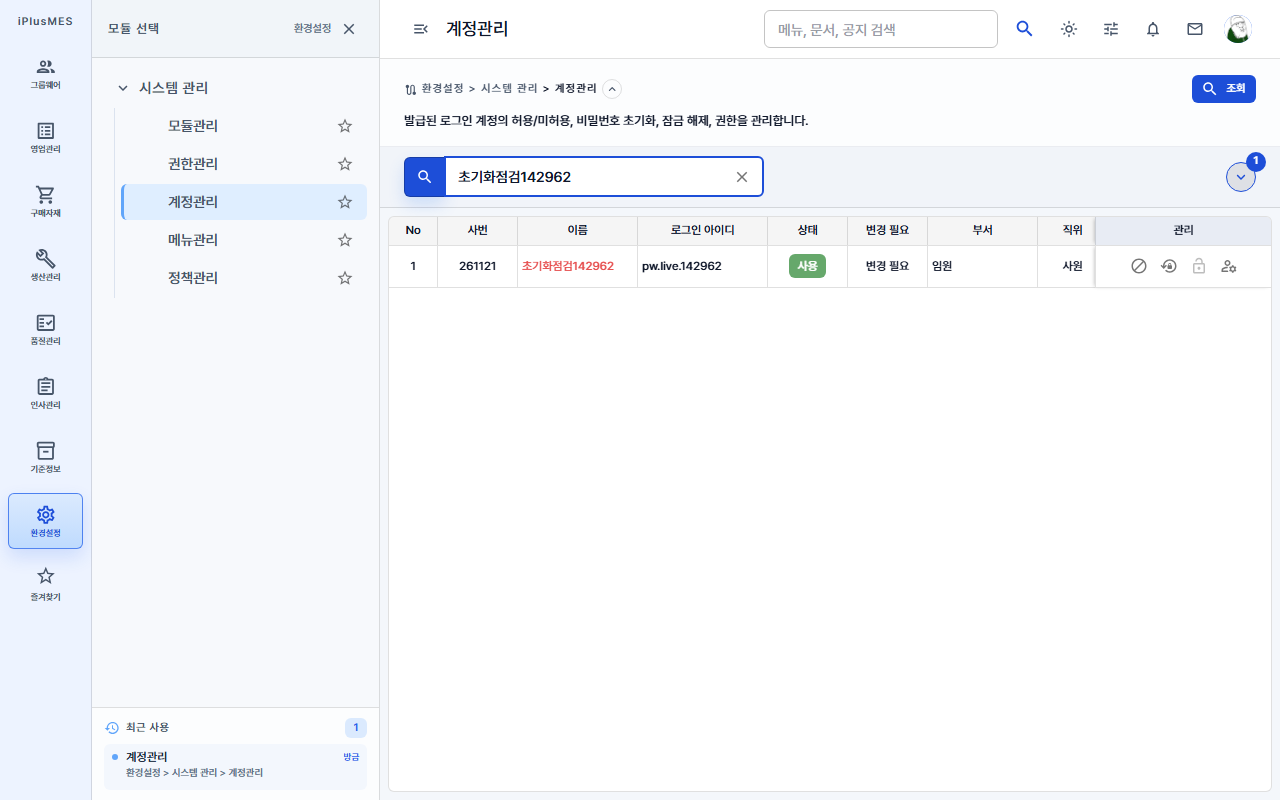 iPlusMES
그룹웨어
영업관리
구매자재
생산관리
품질관리
인사관리
기준정보
환경설정
즐겨찾기
모듈 선택
환경설정
시스템 관리
모듈관리
권한관리
계정관리
메뉴관리
정책관리
최근 사용
1
계정관리
방금
환경설정 > 시스템 관리 > 계정관리
계정관리
메뉴, 문서, 공지 검색
환경설정 > 시스템 관리 > 계정관리
조회
발급된 로그인 계정의 허용/미허용, 비밀번호 초기화, 잠금 해제, 권한을 관리합니다.
초기화점검142962
1
No 사번 이름 로그인 아이디 상태 변경 필요 부서 직위 관리
1 261121 초기화점검142962 pw.live.142962 사용 변경 필요 임원 사원